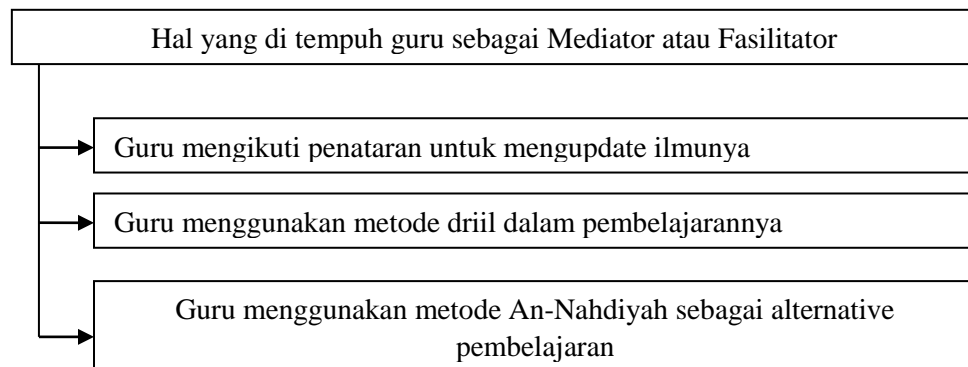 Hal yang di tempuh guru sebagai Mediator atau Fasilitator
Guru mengikuti penataran untuk mengupdate ilmunya
Guru menggunakan metode driil dalam pembelajarannya
Guru menggunakan metode An-Nahdiyah sebagai alternative
pembelajaran